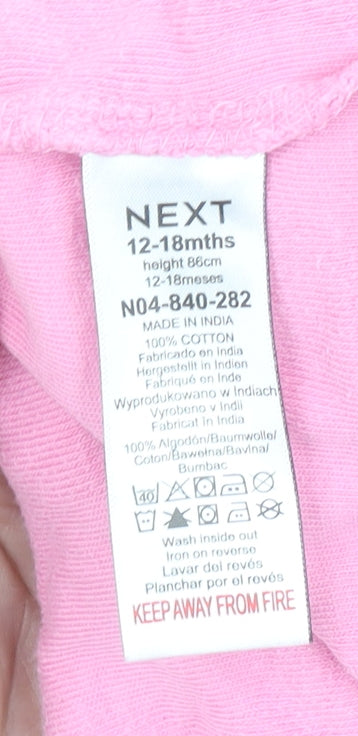 NEXT
12-18mths
height 86cm
12-18meses
N04-840-282
MADE IN INDIA
100% COTTON
Fabricado en India
Hergestellt in Indien
Fabriqué en Inde
Wyprodukowano w Indiach
Vyrobeno v Indii
Fabricat in India
100% Algodón/Baumwolle/
Coton/Bawełna/Bavlna/
Bumbac
40
Wash inside out
Iron on reverse
Lavar del revés
Planchar por el revés
KEEP AWAY FROM FIRE